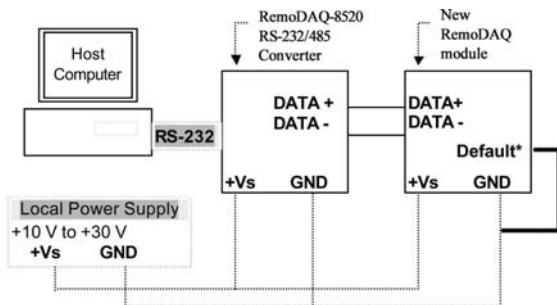 RemoDAQ-8520
RS-232/485
Converter
New
RemoDAQ
module
Host
Computer
DATA +
DATA -
DATA+
DATA -
RS-232
Default*
+Vs GND
+Vs GND
Local Power Supply
+10 V to +30 V
+Vs GND